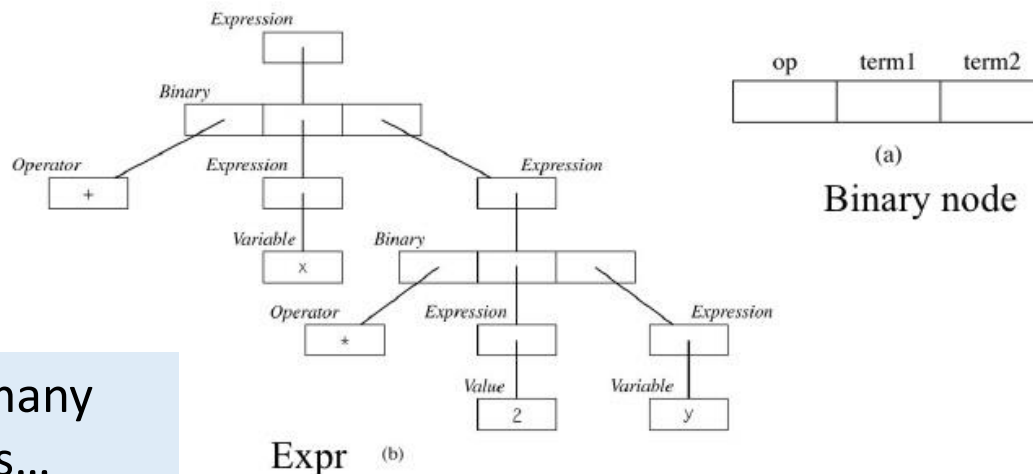 Expression
op term1 term2
Binary
(a)
Operator Expression Expression
+
Binary node
Variable Binary
x
Operator Expression Expression
*
many
Value Variable
2 y
s...
Expr (b)